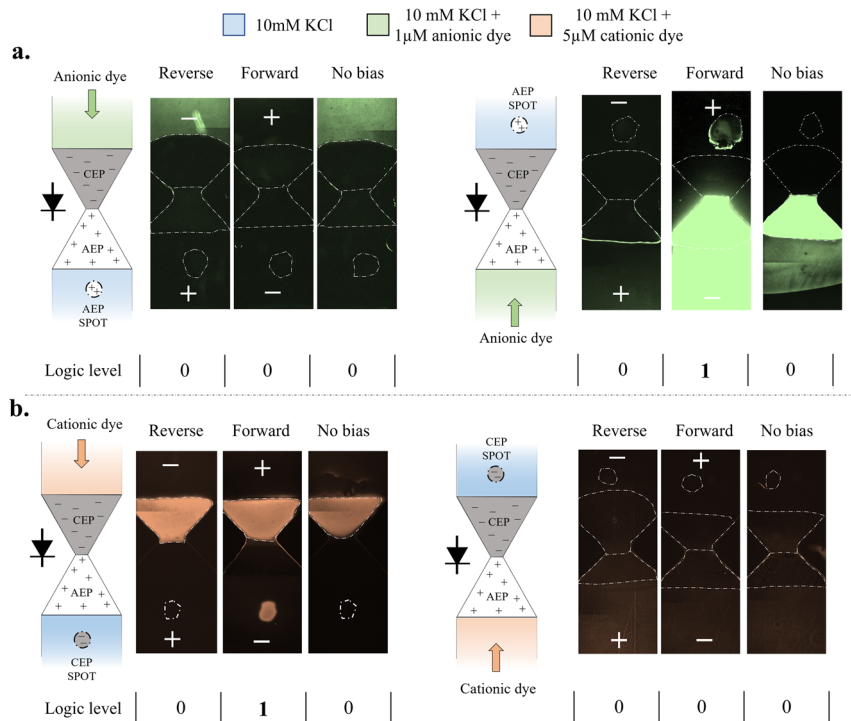 10mM KCl
10 mM KCl +
1µM anionic dye
10 mM KCl +
5µM cationic dye
a.
Anionic dye
Reverse
Forward
No bias
− + −
CEP
AEP
AEP
SPOT
+ −
AEP
SPOT
Reverse
Forward
No bias
− +
CEP
AEP
Anionic dye
+ −
Logic level | 0 | 0 | 0 |
| 0 | 1 | 0 |
b.
Cationic dye
Reverse
Forward
No bias
− +
CEP
AEP
CEP
SPOT
+ −
CEP
SPOT
Reverse
Forward
No bias
− +
CEP
AEP
Cationic dye
+ −
Logic level | 0 | 1 | 0 |
| 0 | 0 | 0 |